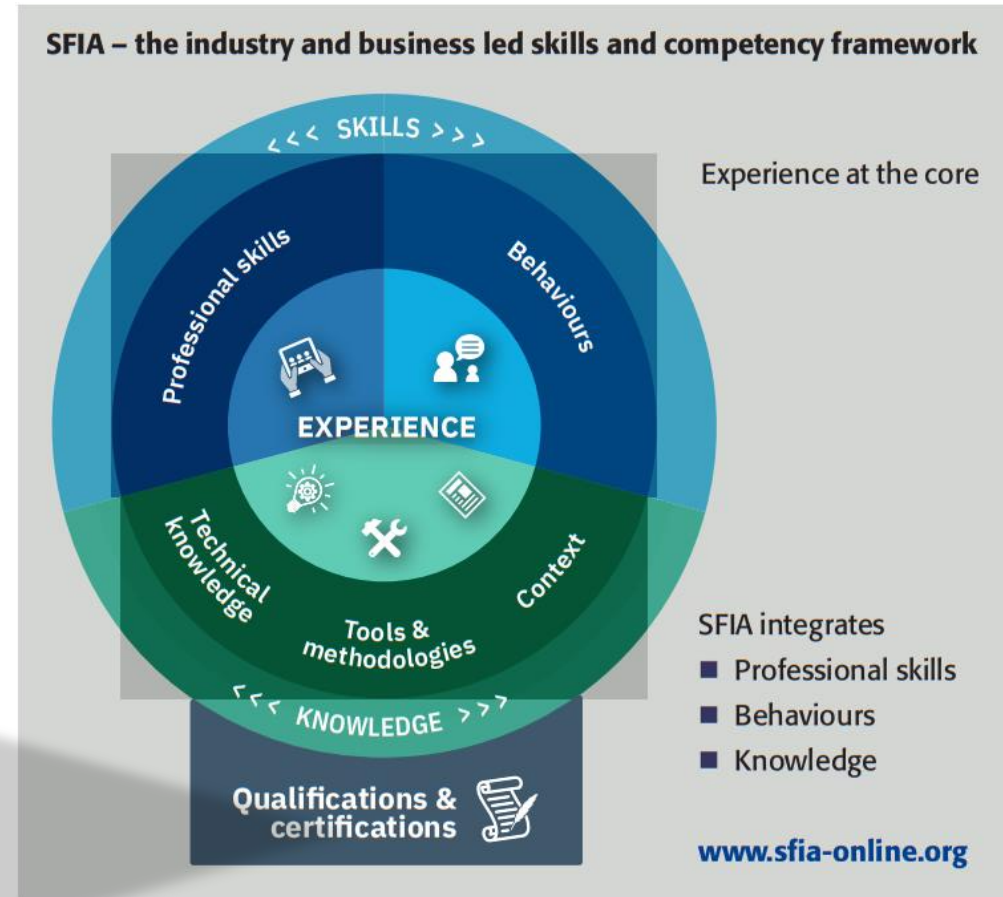 SFIA – the industry and business led skills and competency framework
< < < SKILLS > > >
Experience at the core
Professional skills
Behaviours
EXPERIENCE
Technical
knowledge
Tools &
methodologies
Context
< < < KNOWLEDGE > > >
Qualifications &
certifications
SFIA integrates
■ Professional skills
■ Behaviours
■ Knowledge
www.sfia-online.org